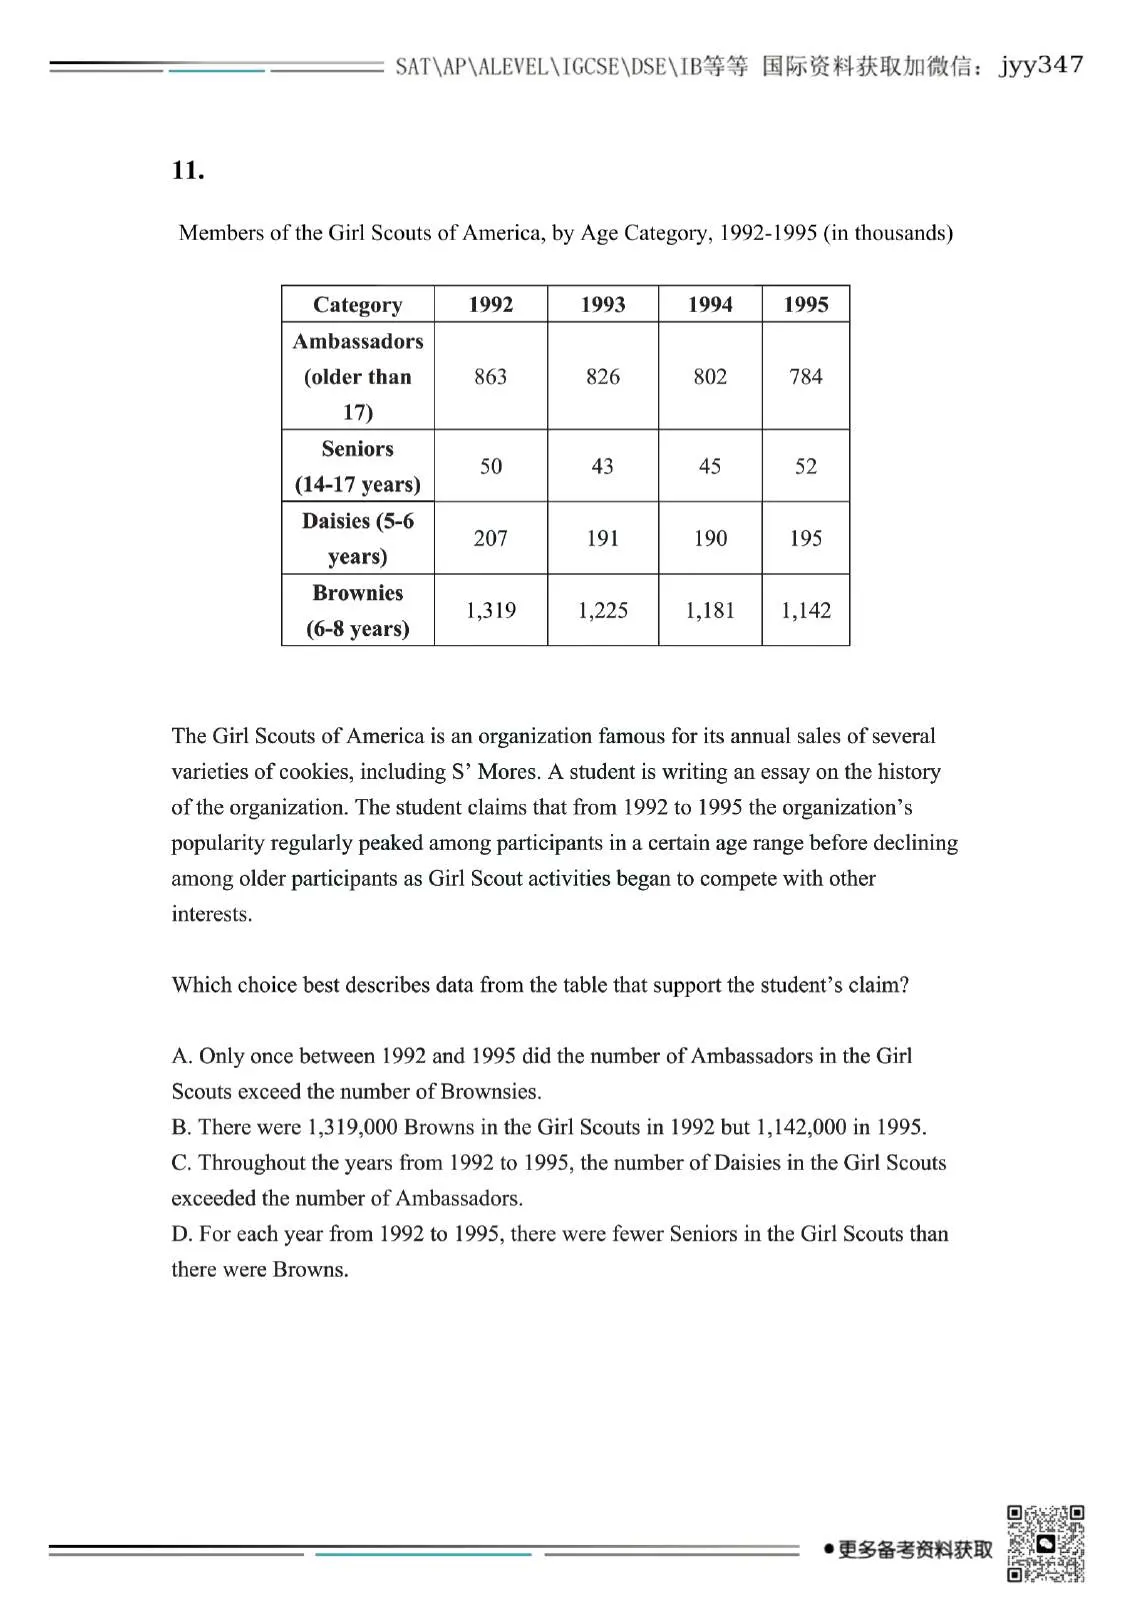 SAT\AP\ALEVEL\IGCSE\DSE\IB等等 国际资料获取加微信：jyy347
11.
Members of the Girl Scouts of America, by Age Category, 1992-1995 (in thousands)
Category 1992 1993 1994 1995
Ambassadors
(older than 863 826 802 784
17)
Seniors
(14-17 years) 50 43 45 52
Daisies (5-6
years) 207 191 190 195
Brownies
(6-8 years) 1,319 1,225 1,181 1,142
The Girl Scouts of America is an organization famous for its annual sales of several
varieties of cookies, including S’ Mores. A student is writing an essay on the history
of the organization. The student claims that from 1992 to 1995 the organization’s
popularity regularly peaked among participants in a certain age range before declining
among older participants as Girl Scout activities began to compete with other
interests.
Which choice best describes data from the table that support the student’s claim?
A. Only once between 1992 and 1995 did the number of Ambassadors in the Girl
Scouts exceed the number of Brownsies.
B. There were 1,319,000 Browns in the Girl Scouts in 1992 but 1,142,000 in 1995.
C. Throughout the years from 1992 to 1995, the number of Daisies in the Girl Scouts
exceeded the number of Ambassadors.
D. For each year from 1992 to 1995, there were fewer Seniors in the Girl Scouts than
there were Browns.
●更多备考资料获取